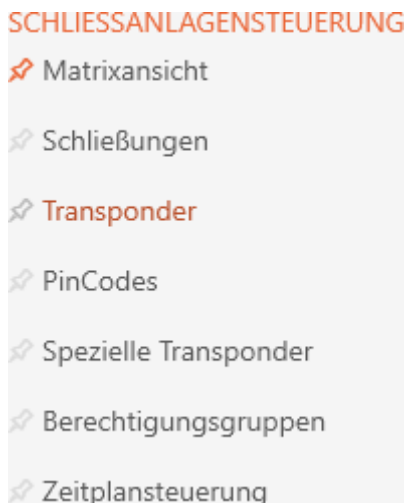 SCHLIESSANLAGENSTEUERUNG
Matrixansicht
Schließungen
Transponder
PinCodes
Spezielle Transponder
Berechtigungsgruppen
Zeitplansteuerung